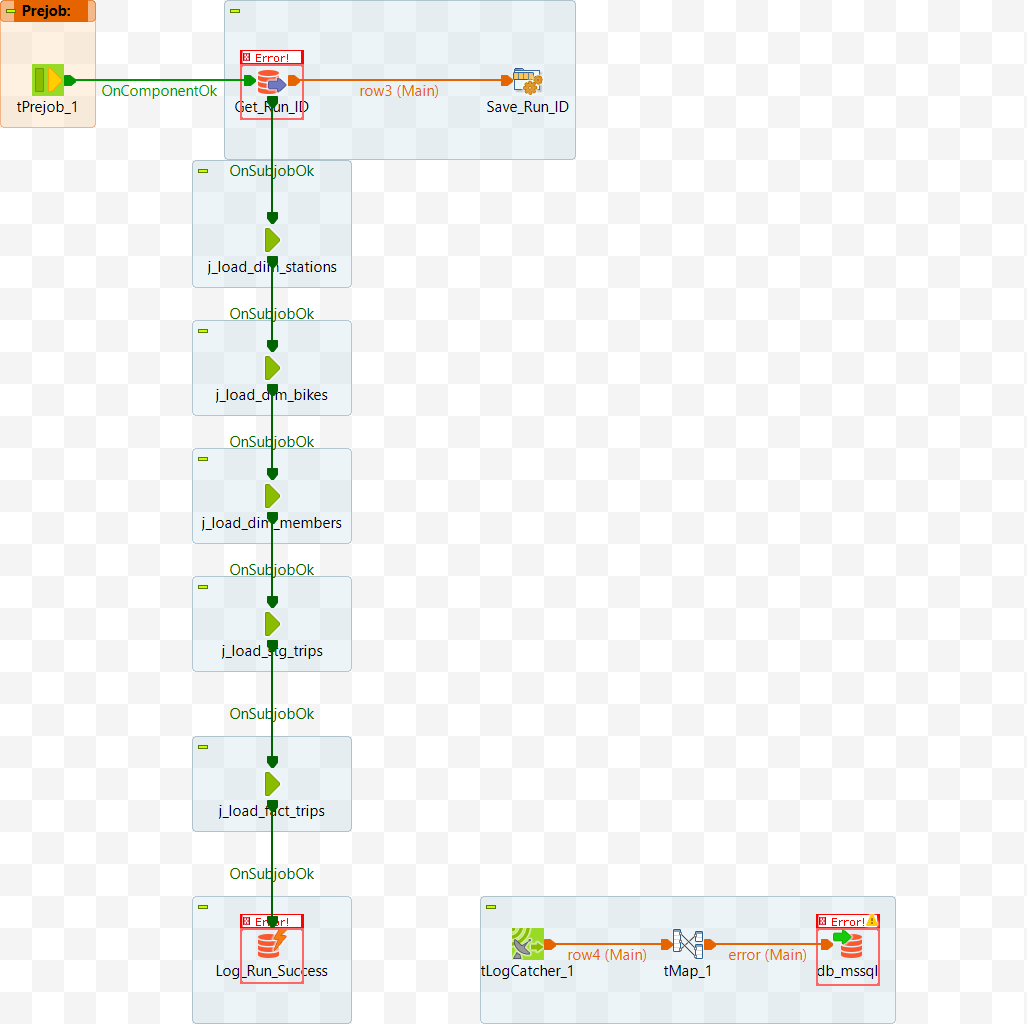 Prejob:
Error!
tPrejob_1
OnComponentOk
Get_Run_ID
row3 (Main)
Save_Run_ID
OnSubjobOk
j_load_dim_stations
OnSubjobOk
j_load_dim_bikes
OnSubjobOk
j_load_dim_members
OnSubjobOk
j_load_stg_trips
OnSubjobOk
j_load_fact_trips
OnSubjobOk
Error!
Log_Run_Success
tLogCatcher_1
row4 (Main)
tMap_1
error (Main)
Error!
db_mssql